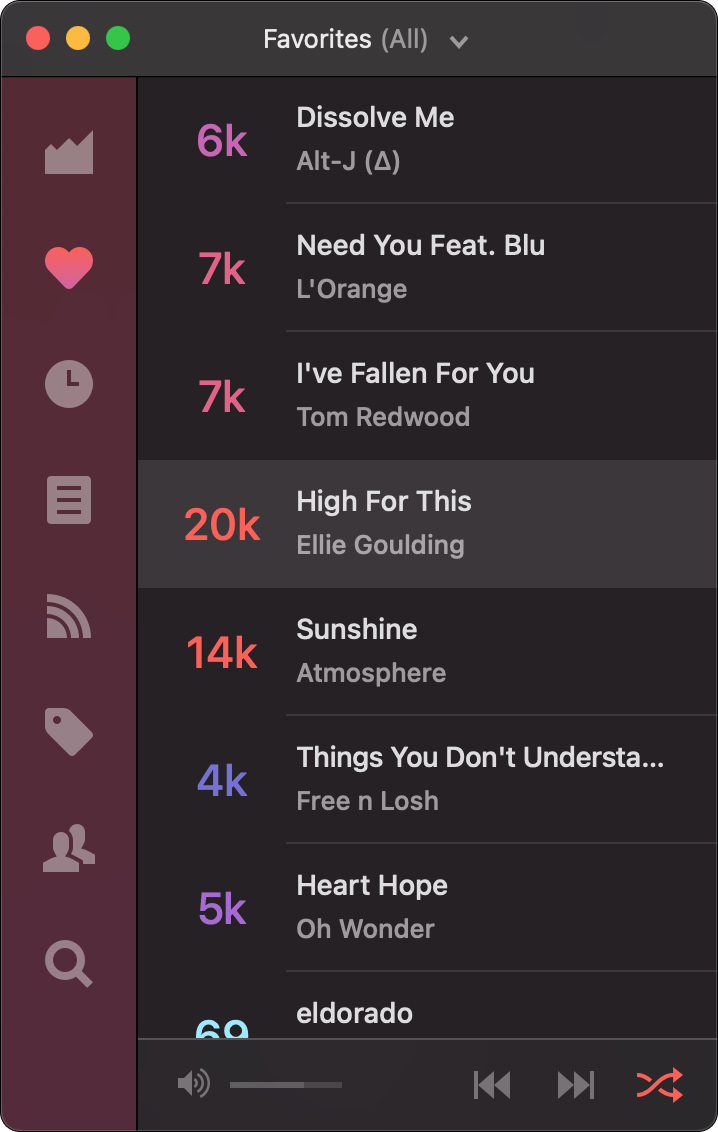 Favorites (All)
6k
Dissolve Me
Alt-J (∆)
7k
Need You Feat. Blu
L'Orange
7k
I've Fallen For You
Tom Redwood
20k
High For This
Ellie Goulding
14k
Sunshine
Atmosphere
4k
Things You Don't Understa...
Free n Losh
5k
Heart Hope
Oh Wonder
69
eldorado